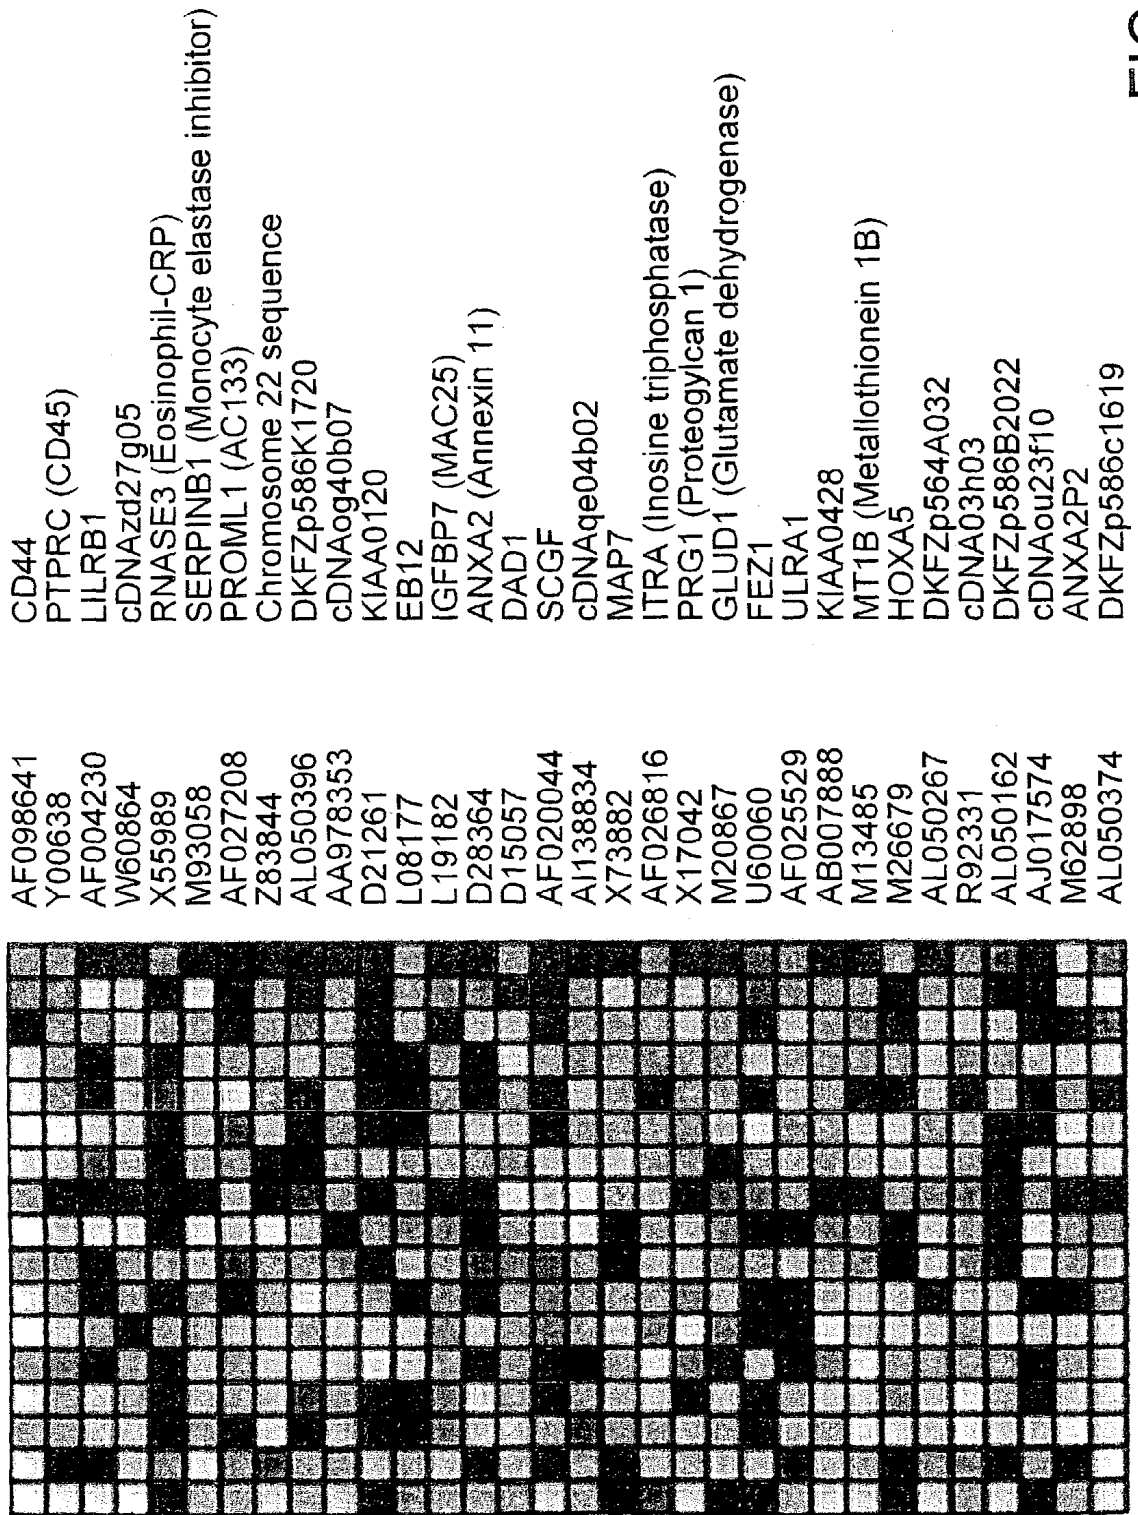 AF098641 CD44
Y00638 PTPRC (CD45)
AF004230 LILRB1
W60864 cDNAzd27g05
X55989 RNASE3 (Eosinophil-CRP)
M93058 SERPINB1 (Monocyte elastase inhibitor)
AF027208 PROML1 (AC133)
Z83844 Chromosome 22 sequence
AL050396 DKFZp586K1720
AA978353 cDNAog40b07
D21261 KIAA0120
L08177 EB12
L19182 IGFBP7 (MAC25)
D28364 ANXA2 (Annexin 11)
D15057 DAD1
AF020044 SCGF
AI138834 cDNAqe04b02
X73882 MAP7
AF026816 ITRA (Inosine triphosphatase)
X17042 PRG1 (Proteogylcan 1)
M20867 GLUD1 (Glutamate dehydrogenase)
U60060 FEZ1
AF025529 ULRA1
AB007888 KIAA0428
M13485 MT1B (Metallothionein 1B)
M26679 HOXA5
AL050267 DKFZp564A032
R92331 cDNA03h03
AL050162 DKFZp586B2022
AJ017574 cDNAou23f10
M62898 ANXA2P2
AL050374 DKFZp586c1619
FIG